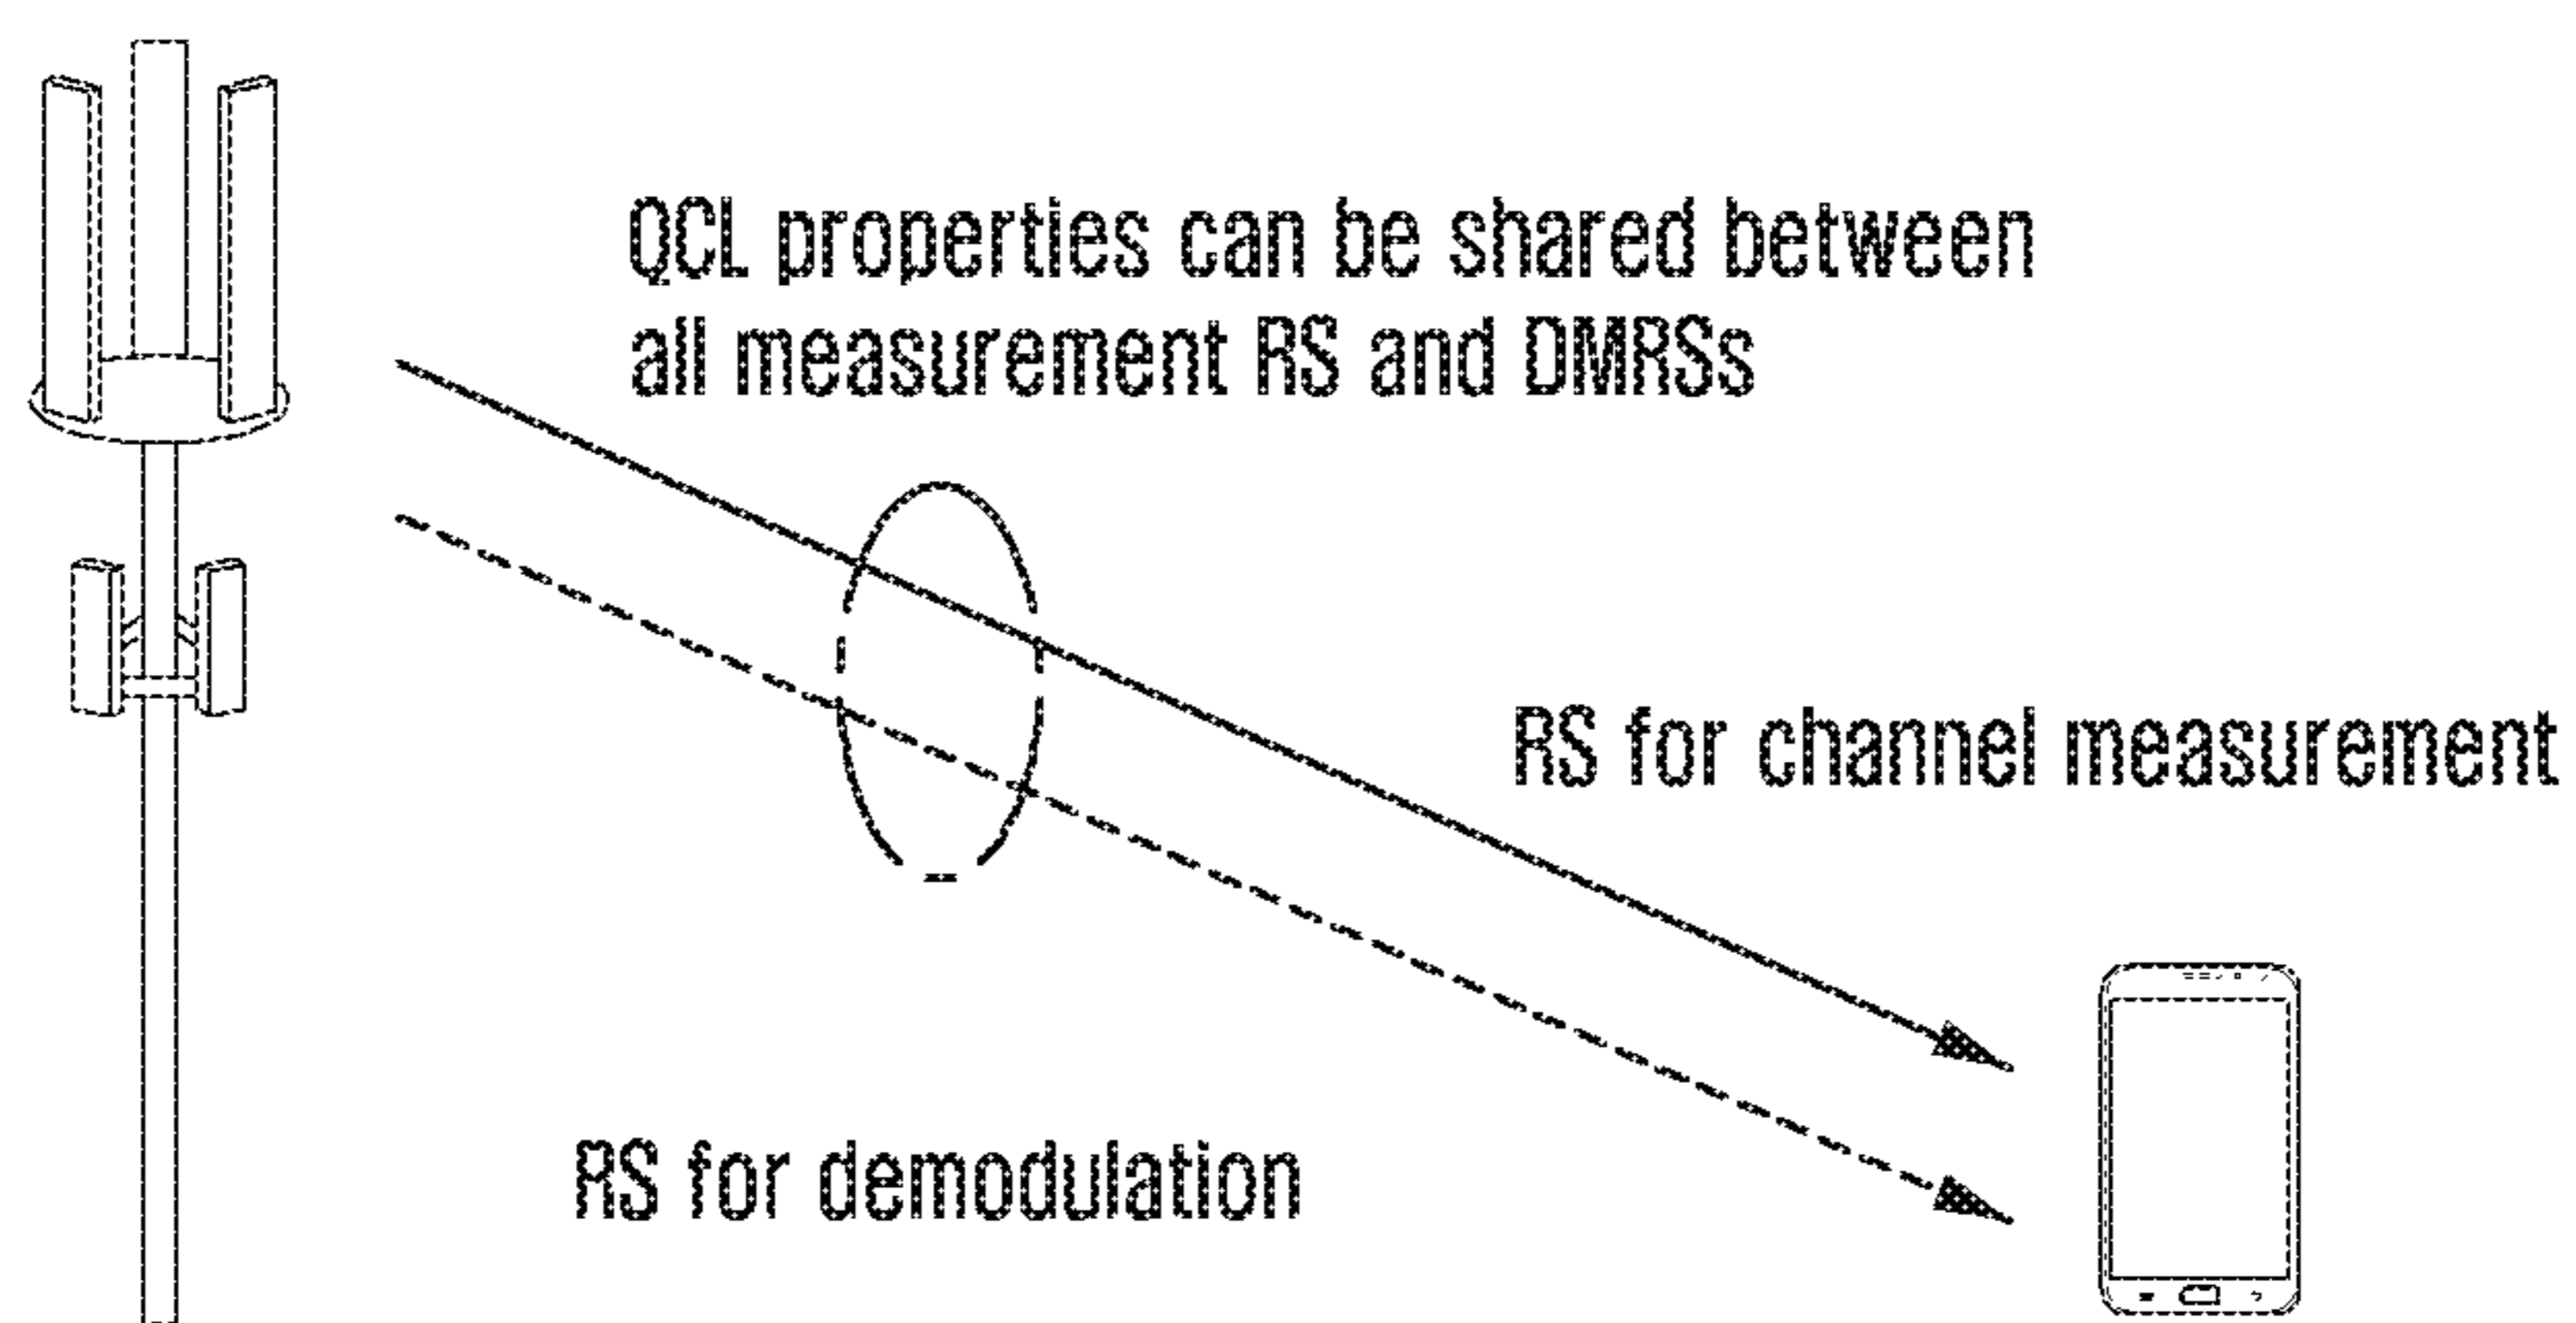 QCL properties can be shared between
all measurement RS and DMRSs
RS for channel measurement
RS for demodulation